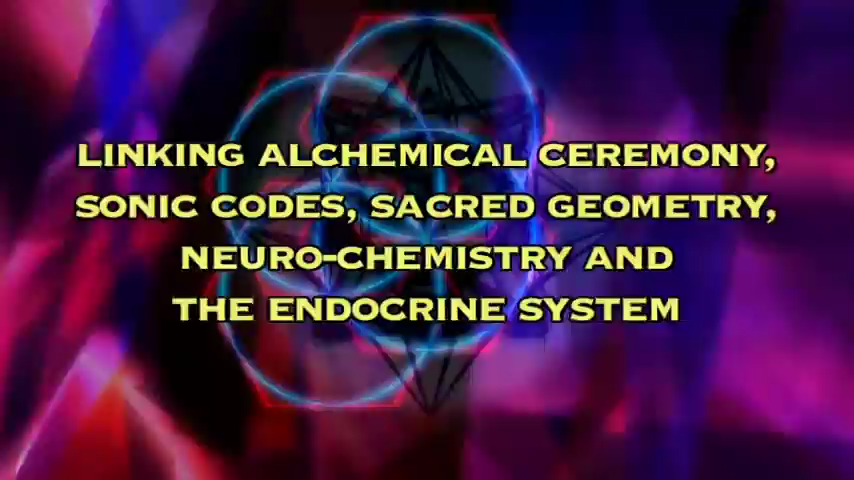 LINKING ALCHEMICAL CEREMONY,
SONIC CODES, SACRED GEOMETRY,
NEURO-CHEMISTRY AND
THE ENDOCRINE SYSTEM